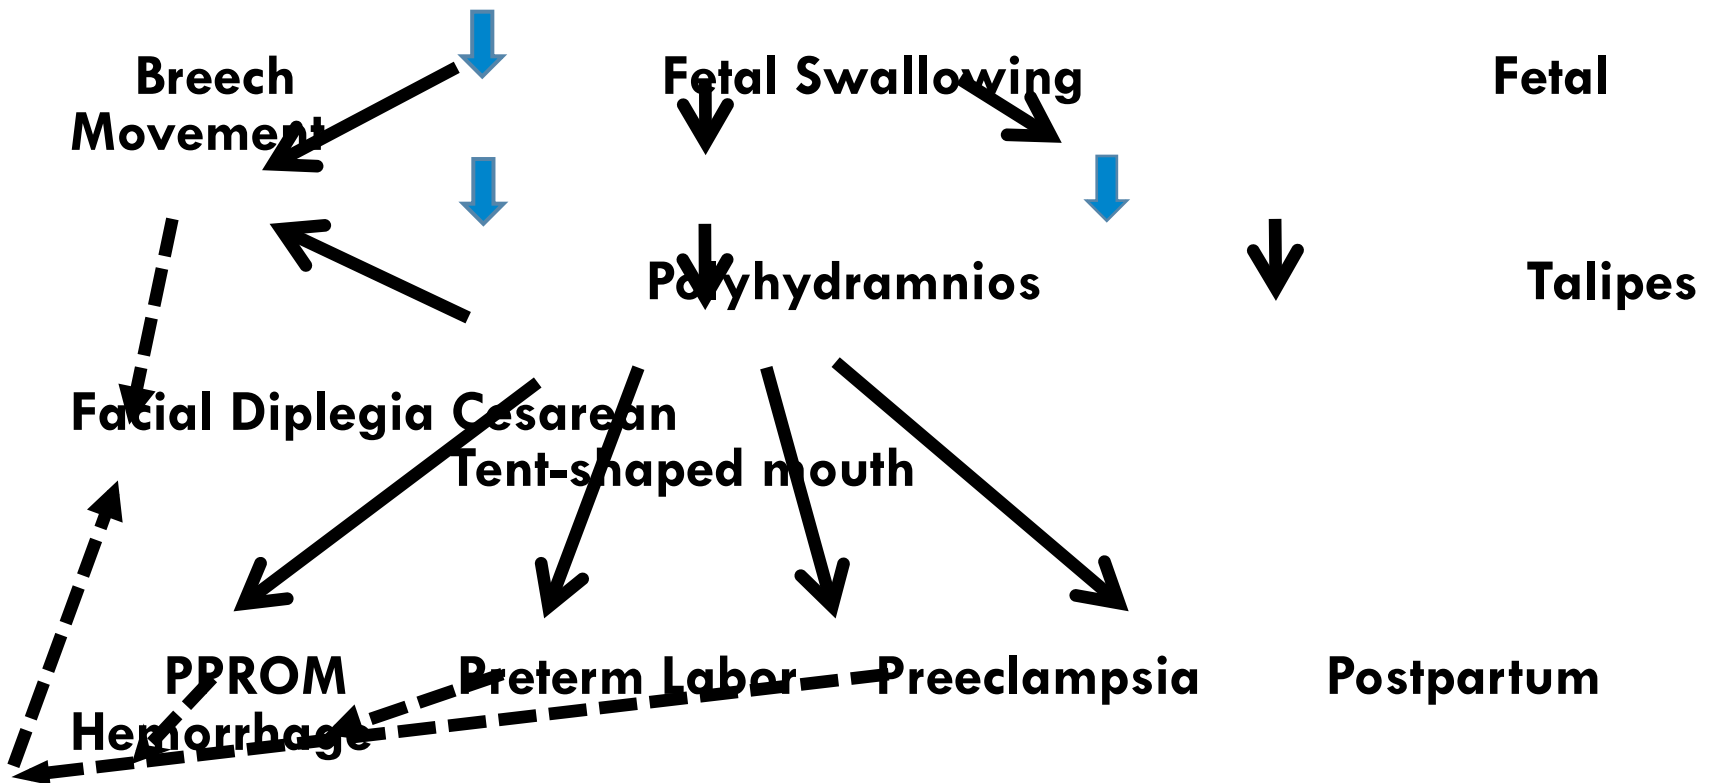 Breech Fetal Swallowing Fetal
Movement
Polyhydramnios Talipes
Facial Diplegia Cesarean
Tent-shaped mouth
PPROM Preterm Labor Preeclampsia Postpartum
Hemorrhage